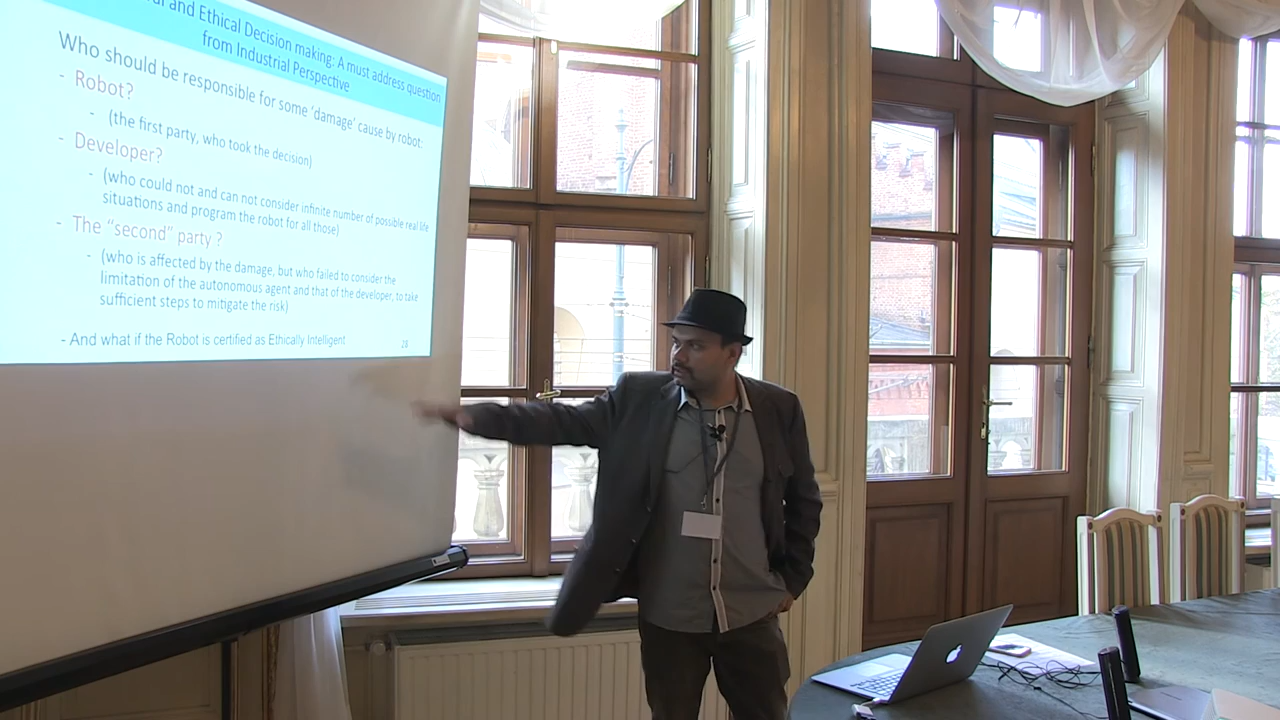 and Ethical Decision making: A must address question
from Industrial Perspective
Who should be responsible for some 'damage' cause by robot:
- Robot?
- (the first party, who took the decision)
- Developer?
- (who could not and can not consider infinite number of possible real life
situations and program the robot for all those)
- The "second" party ?
- (who is affected by the damage, but who failed to consider the
limitation of the autonomous agent and that of the developer, to take
sufficient steps to mitigate the risk)
- And what if the Robot is certified as Ethically Intelligent